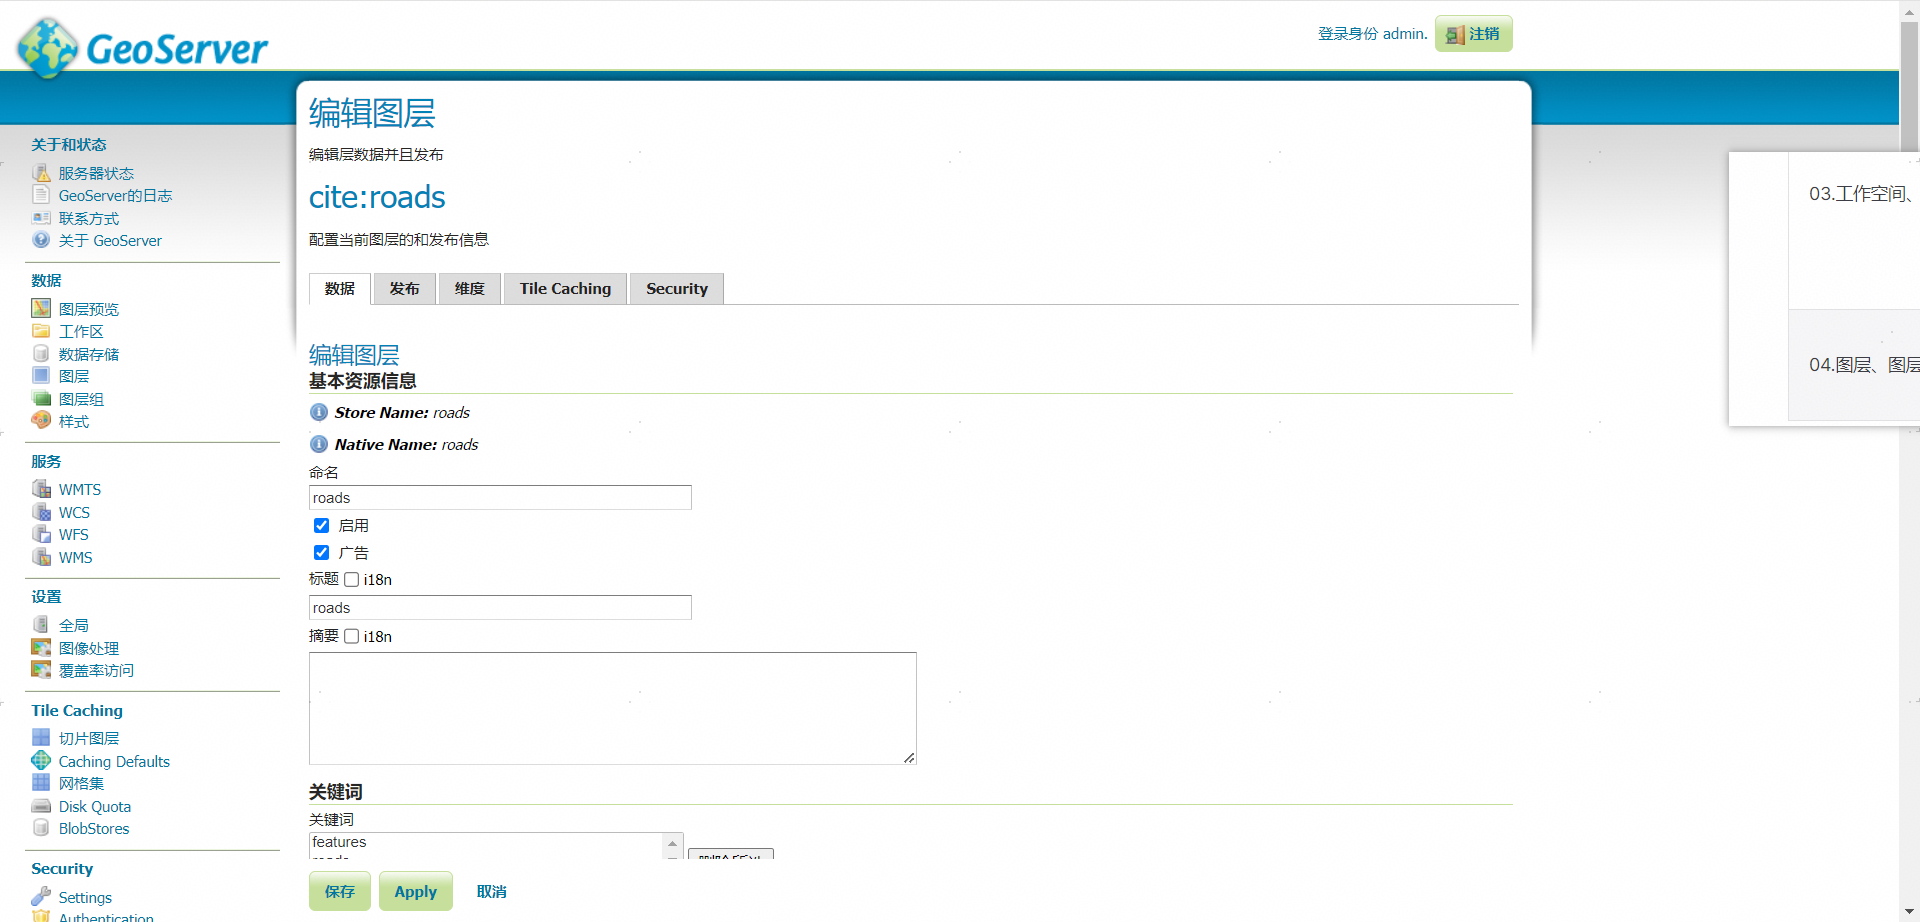 GeoServer
登录身份 admin.
注销
关于和状态
服务器状态
GeoServer的日志
联系方式
关于 GeoServer
数据
图层预览
工作区
数据存储
图层
图层组
样式
服务
WMTS
WCS
WFS
WMS
设置
全局
图像处理
覆盖率访问
Tile Caching
切片图层
Caching Defaults
网格集
Disk Quota
BlobStores
Security
Settings
Authentication
编辑图层
编辑层数据并且发布
cite:roads
配置当前图层的和发布信息
数据 发布 维度 Tile Caching Security
编辑图层
基本资源信息
Store Name: roads
Native Name: roads
命名
roads
启用
广告
标题 i18n
roads
摘要 i18n
关键词
关键词
features
保存 Apply 取消
03.工作空间、
04.图层、图层